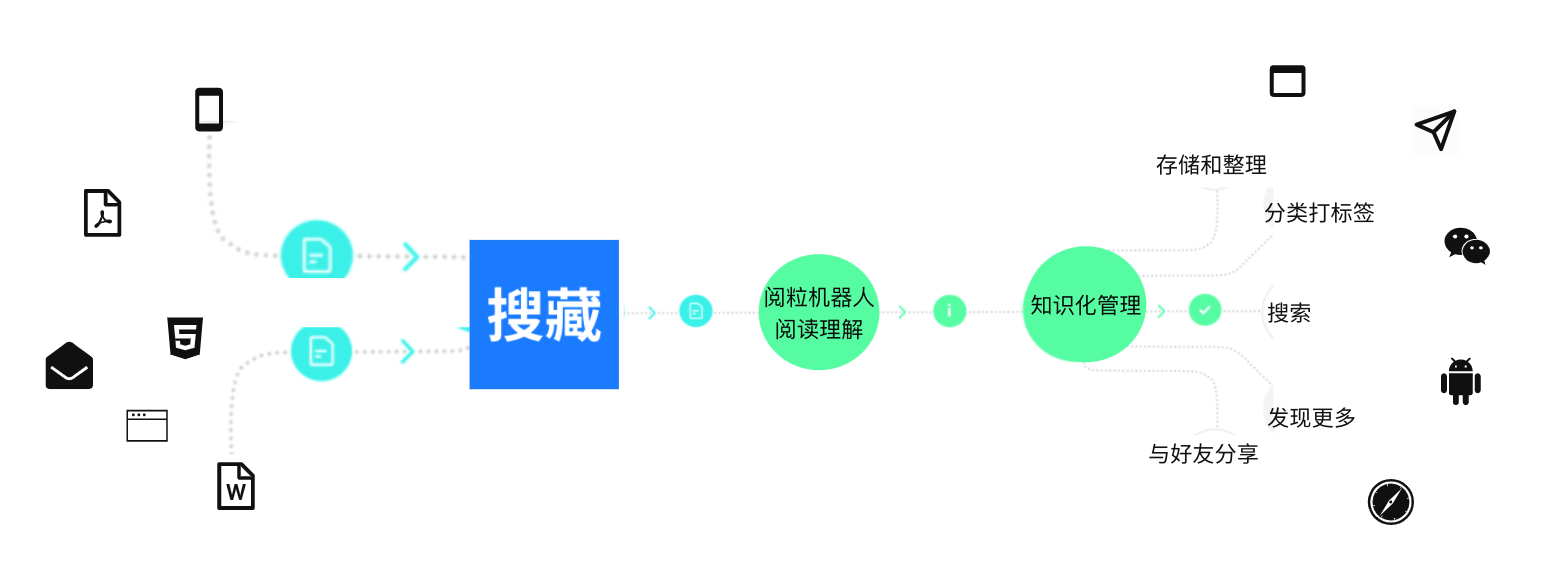 存储和整理
分类打标签
搜藏
阅粒机器人
阅读理解
知识化管理
搜索
发现更多
与好友分享
W